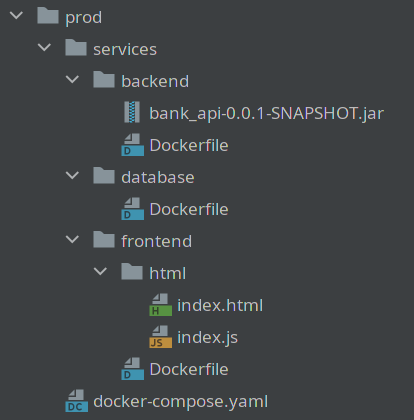 prod
services
backend
bank_api-0.0.1-SNAPSHOT.jar
D Dockerfile
database
D Dockerfile
frontend
html
H index.html
JS index.js
D Dockerfile
DC docker-compose.yaml